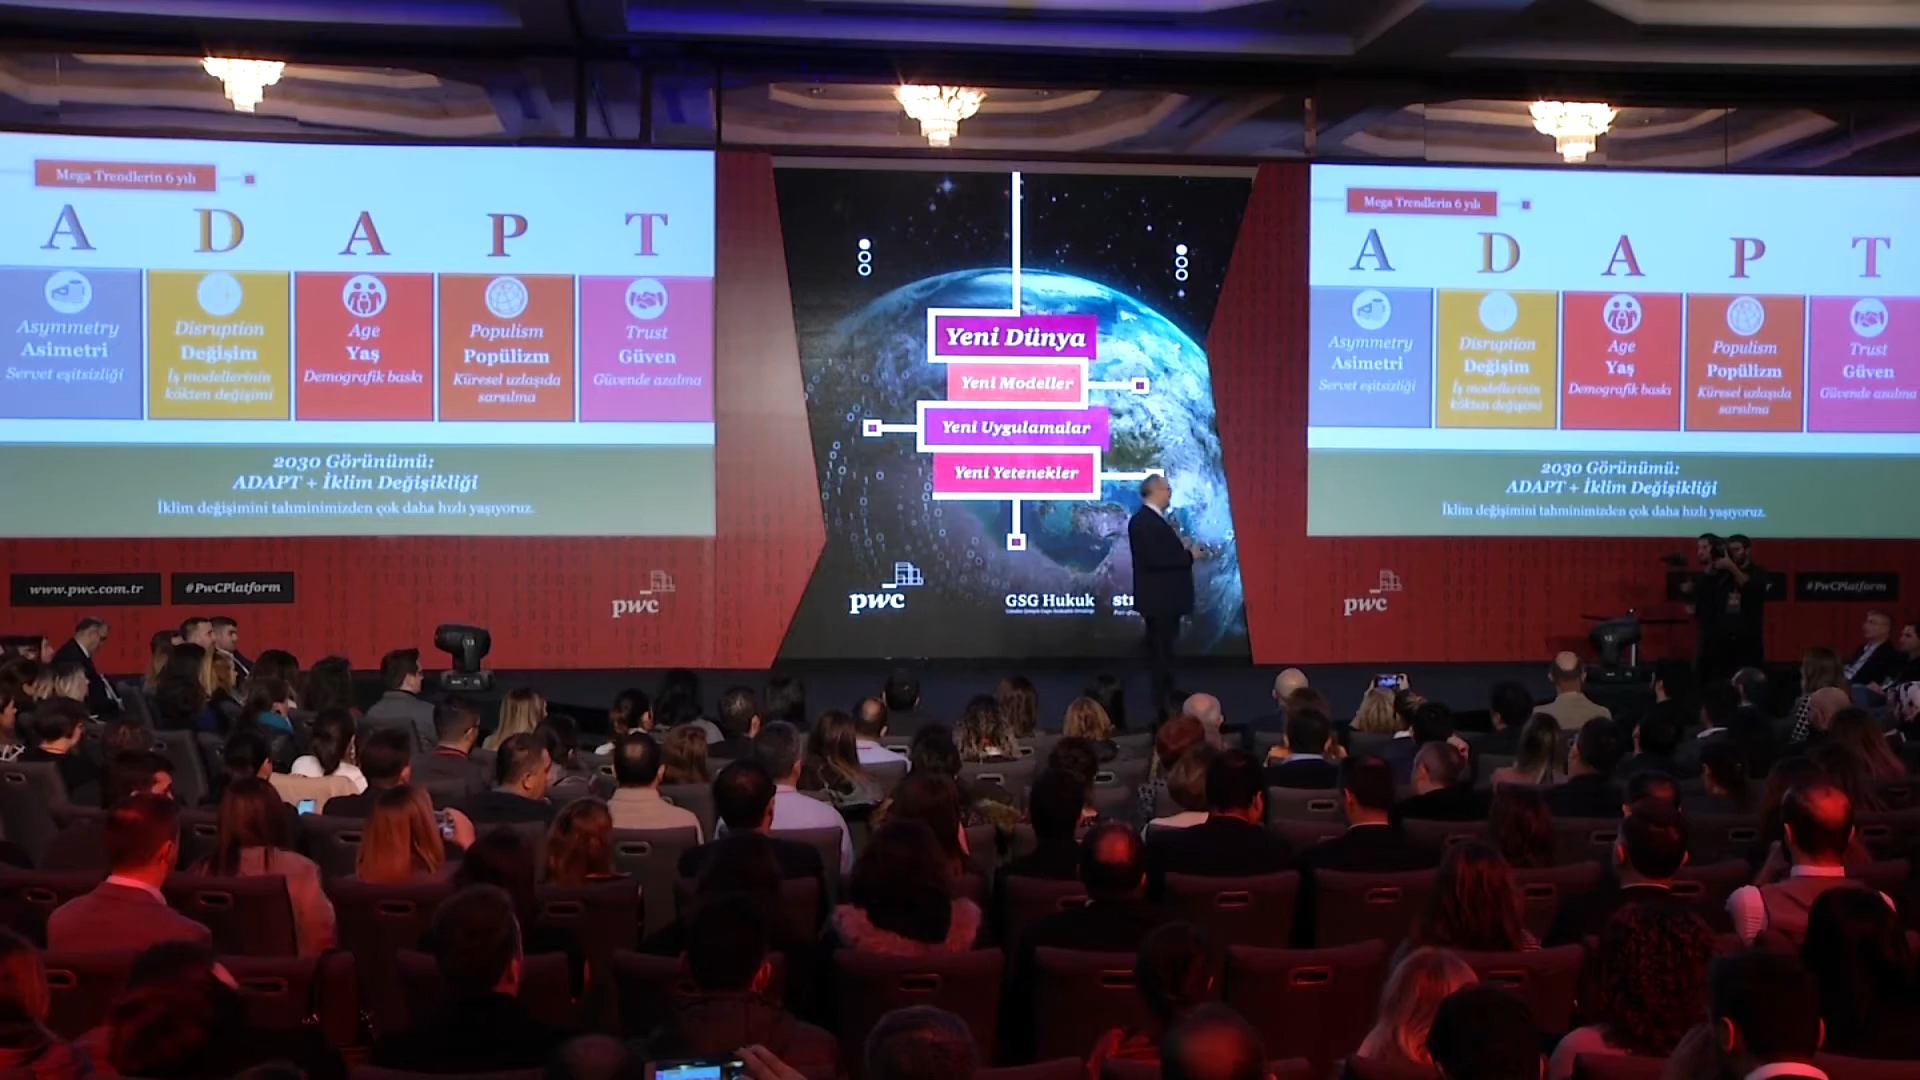 Mega Trendlerin 6 yılı
A D A P T
Asymmetry
Asimetri
Servet eşitsizliği
Disruption
Değişim
İş modellerinin
kökten değişimi
Age
Yaş
Demografik baskı
Populism
Popülizm
Küresel uzlaşıda
sarsılma
Trust
Güven
Güvende azalma
2030 Görünümü:
ADAPT + İklim Değişikliği
İklim değişimini tahminimizden çok daha hızlı yaşıyoruz.
www.pwc.com.tr
#PwCPlatform
pwc
Yeni Dünya
Yeni Modeller
Yeni Uygulamalar
Yeni Yetenekler
pwc
GSG Hukuk
Mega Trendlerin 6 yılı
A D A P T
Asymmetry
Asimetri
Servet eşitsizliği
Disruption
Değişim
İş modellerinin
kökten değişimi
Age
Yaş
Demografik baskı
Populism
Popülizm
Küresel uzlaşıda
sarsılma
Trust
Güven
Güvende azalma
2030 Görünümü:
ADAPT + İklim Değişikliği
İklim değişimini tahminimizden çok daha hızlı yaşıyoruz.
pwc
#PwCPlatform